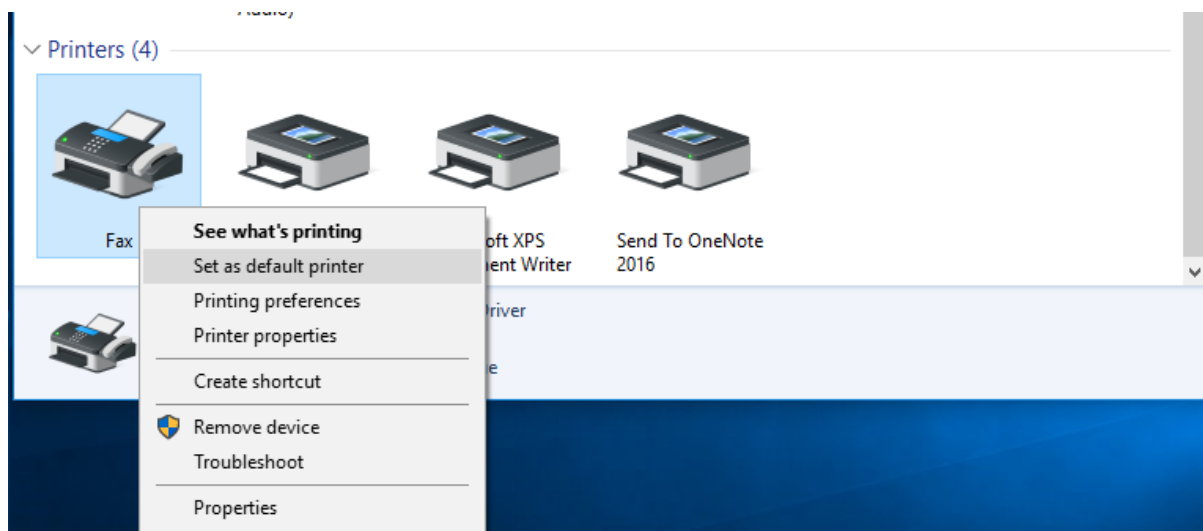 Printers (4)
Fax
oft XPS
ent Writer
Send To OneNote
2016
See what's printing
Set as default printer
Printing preferences
Printer properties
Create shortcut
Remove device
Troubleshoot
Properties
Driver
e